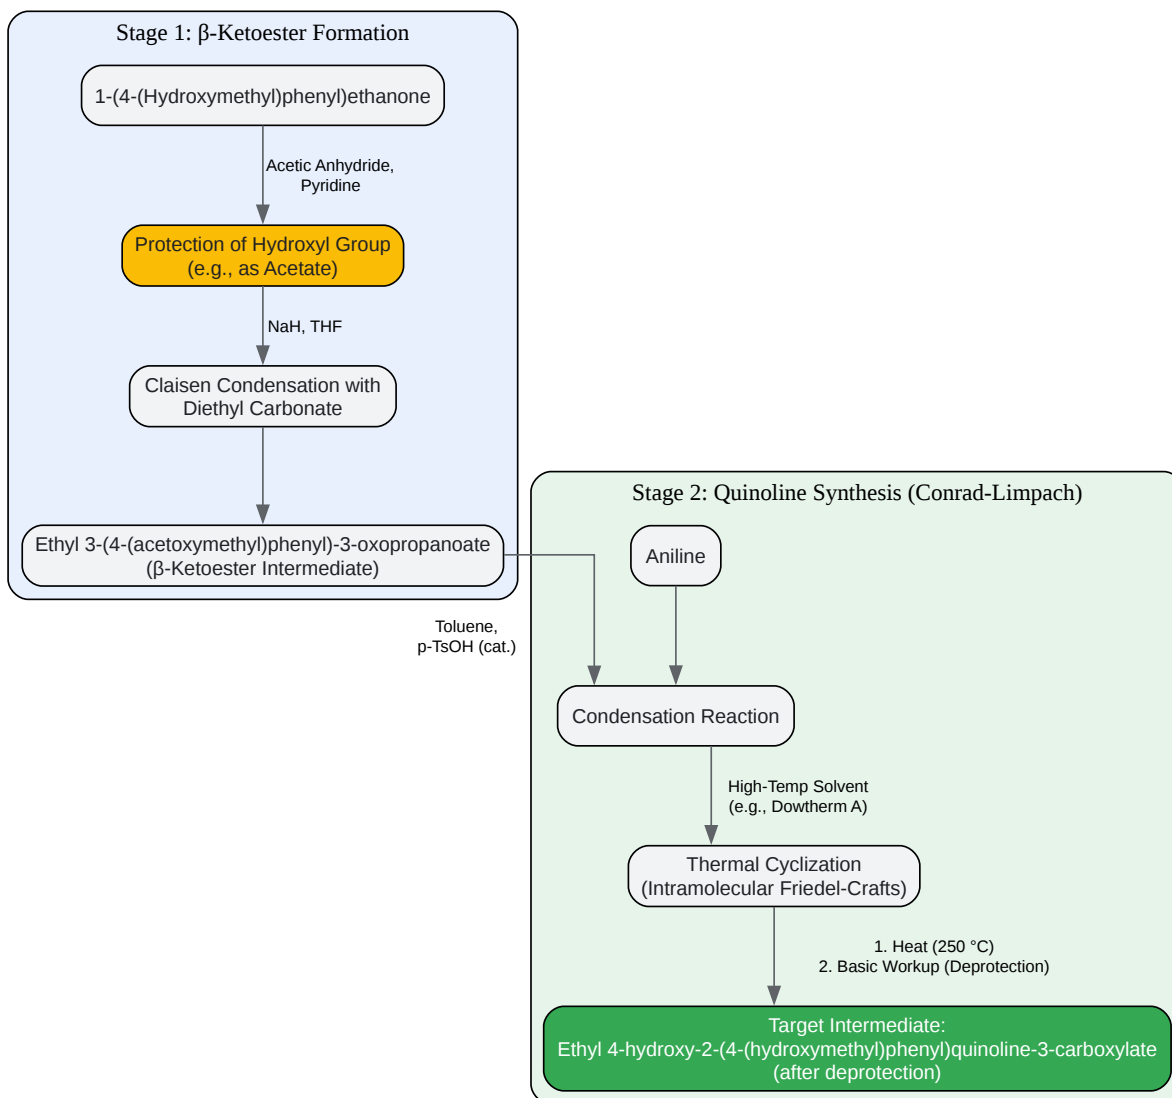 Stage 1: β-Ketoester Formation
1-(4-(Hydroxymethyl)phenyl)ethanone
Acetic Anhydride,
Pyridine
Protection of Hydroxyl Group
(e.g., as Acetate)
NaH, THF
Claisen Condensation with
Diethyl Carbonate
Ethyl 3-(4-(acetoxymethyl)phenyl)-3-oxopropanoate
(β-Ketoester Intermediate)
Toluene,
p-TsOH (cat.)
Stage 2: Quinoline Synthesis (Conrad-Limpach)
Aniline
Condensation Reaction
High-Temp Solvent
(e.g., Dowtherm A)
Thermal Cyclization
(Intramolecular Friedel-Crafts)
1. Heat (250 °C)
2. Basic Workup (Deprotection)
Target Intermediate:
Ethyl 4-hydroxy-2-(4-(hydroxymethyl)phenyl)quinoline-3-carboxylate
(after deprotection)